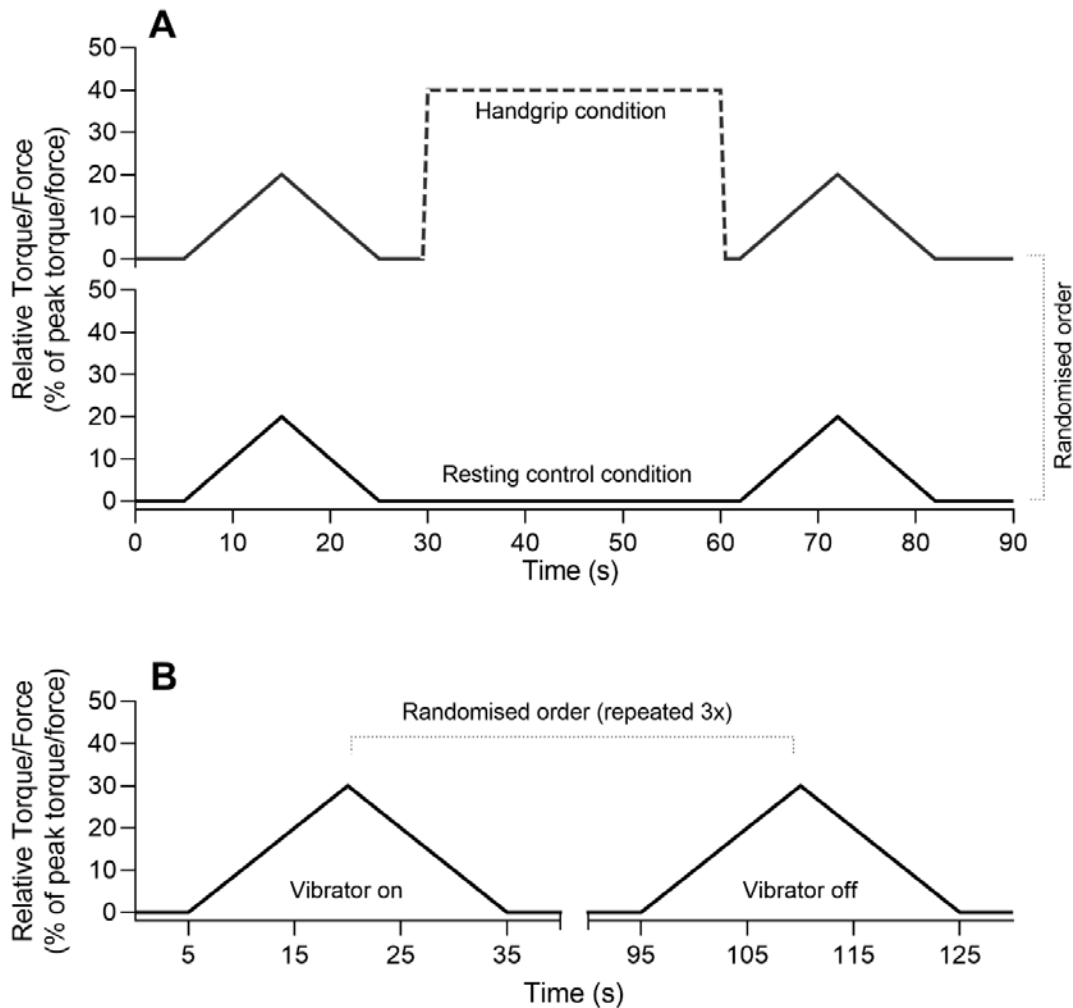 A
Relative Torque/Force
(% of peak torque/force)
50
40
30
20
10
0
Handgrip condition
50
40
30
20
10
0
Resting control condition
Randomised order
0 10 20 30 40 50 60 70 80 90
Time (s)
B
Relative Torque/Force
(% of peak torque/force)
50
40
30
20
10
0
Randomised order (repeated 3x)
Vibrator on
Vibrator off
5 15 25 35 95 105 115 125
Time (s)